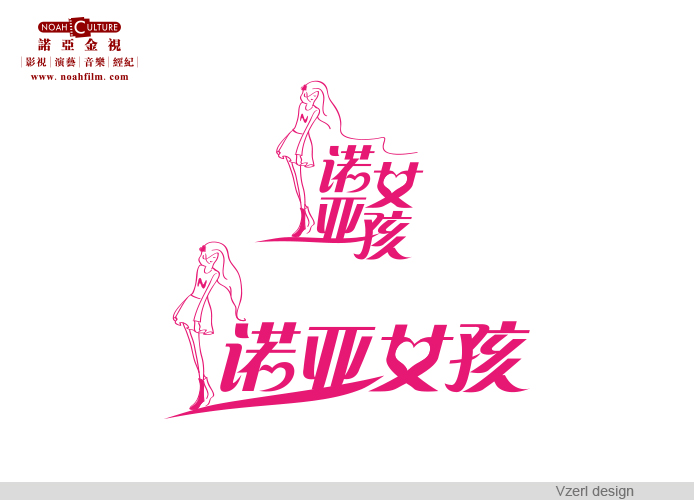 NOAH CULTURE
諾亞金視
影視 演藝 音樂 經紀
www.noahfilm.com
N
诺女
亚孩
N
诺亚女孩
Vzerl design